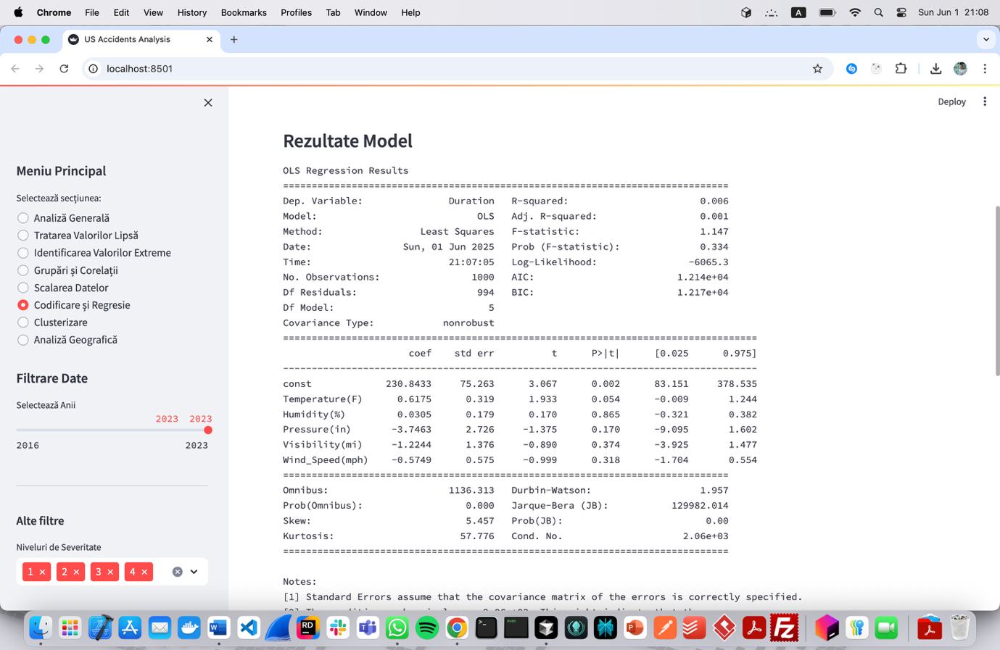 Chrome File Edit View History Bookmarks Profiles Tab Window Help A Sun Jun 1 21:08
US Accidents Analysis
localhost:8501
Deploy
Meniu Principal
Selectează secțiunea:
Analiză Generală
Tratarea Valorilor Lipsă
Identificarea Valorilor Extreme
Grupări și Corelații
Scalarea Datelor
Codificare și Regresie
Clusterizare
Analiză Geografică
Filtrare Date
Selectează Anii
2023 2023
2016 2023
Alte filtre
Niveluri de Severitate
1 × 2 × 3 × 4 ×
Rezultate Model
OLS Regression Results
==============================================================================
Dep. Variable: Duration R-squared: 0.006
Model: OLS Adj. R-squared: 0.001
Method: Least Squares F-statistic: 1.147
Date: Sun, 01 Jun 2025 Prob (F-statistic): 0.334
Time: 21:07:05 Log-Likelihood: -6065.3
No. Observations: 1000 AIC: 1.214e+04
Df Residuals: 994 BIC: 1.217e+04
Df Model: 5
Covariance Type: nonrobust
===================================================================================
coef std err t P>|t| [0.025 0.975]
-----------------------------------------------------------------------------------
const 230.8433 75.263 3.067 0.002 83.151 378.535
Temperature(F) 0.6175 0.319 1.933 0.054 -0.009 1.244
Humidity(%) 0.0305 0.179 0.170 0.865 -0.321 0.382
Pressure(in) -3.7463 2.726 -1.375 0.170 -9.095 1.602
Visibility(mi) -1.2244 1.376 -0.890 0.374 -3.925 1.477
Wind_Speed(mph) -0.5749 0.575 -0.999 0.318 -1.704 0.554
==============================================================================
Omnibus: 1136.313 Durbin-Watson: 1.957
Prob(Omnibus): 0.000 Jarque-Bera (JB): 129982.014
Skew: 5.457 Prob(JB): 0.00
Kurtosis: 57.776 Cond. No. 2.06e+03
==============================================================================
Notes:
[1] Standard Errors assume that the covariance matrix of the errors is correctly specified.
RD